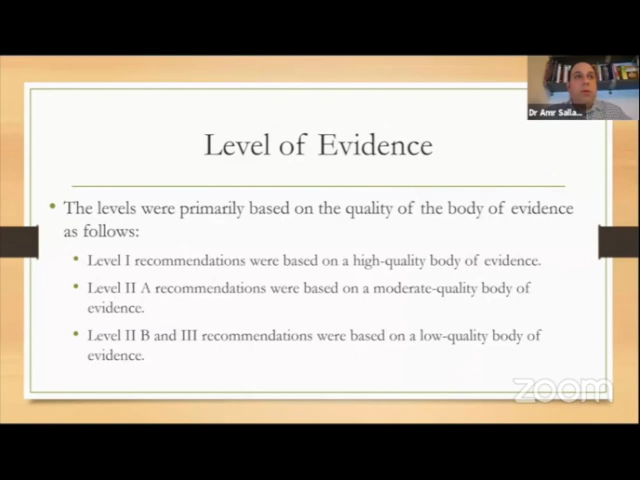 Dr Amr Salla...
Level of Evidence
• The levels were primarily based on the quality of the body of evidence
as follows:
• Level I recommendations were based on a high-quality body of evidence.
• Level II A recommendations were based on a moderate-quality body of
evidence.
• Level II B and III recommendations were based on a low-quality body of
evidence.
zoom